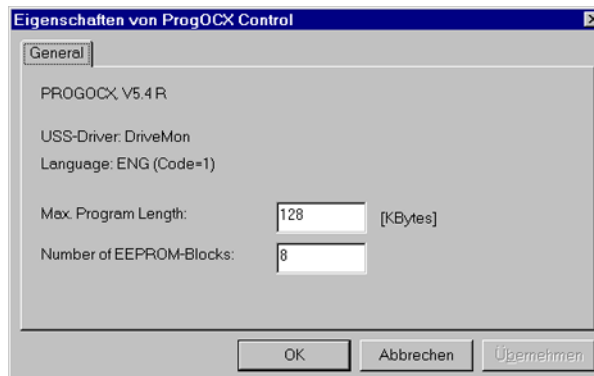 Eigenschaften von ProgOCX Control
General
PROGOCX, V5.4 R
USS-Driver: DriveMon
Language: ENG (Code=1)
Max. Program Length: 128 [KBytes]
Number of EEPROM-Blocks: 8
OK Abbrechen Übernehmen